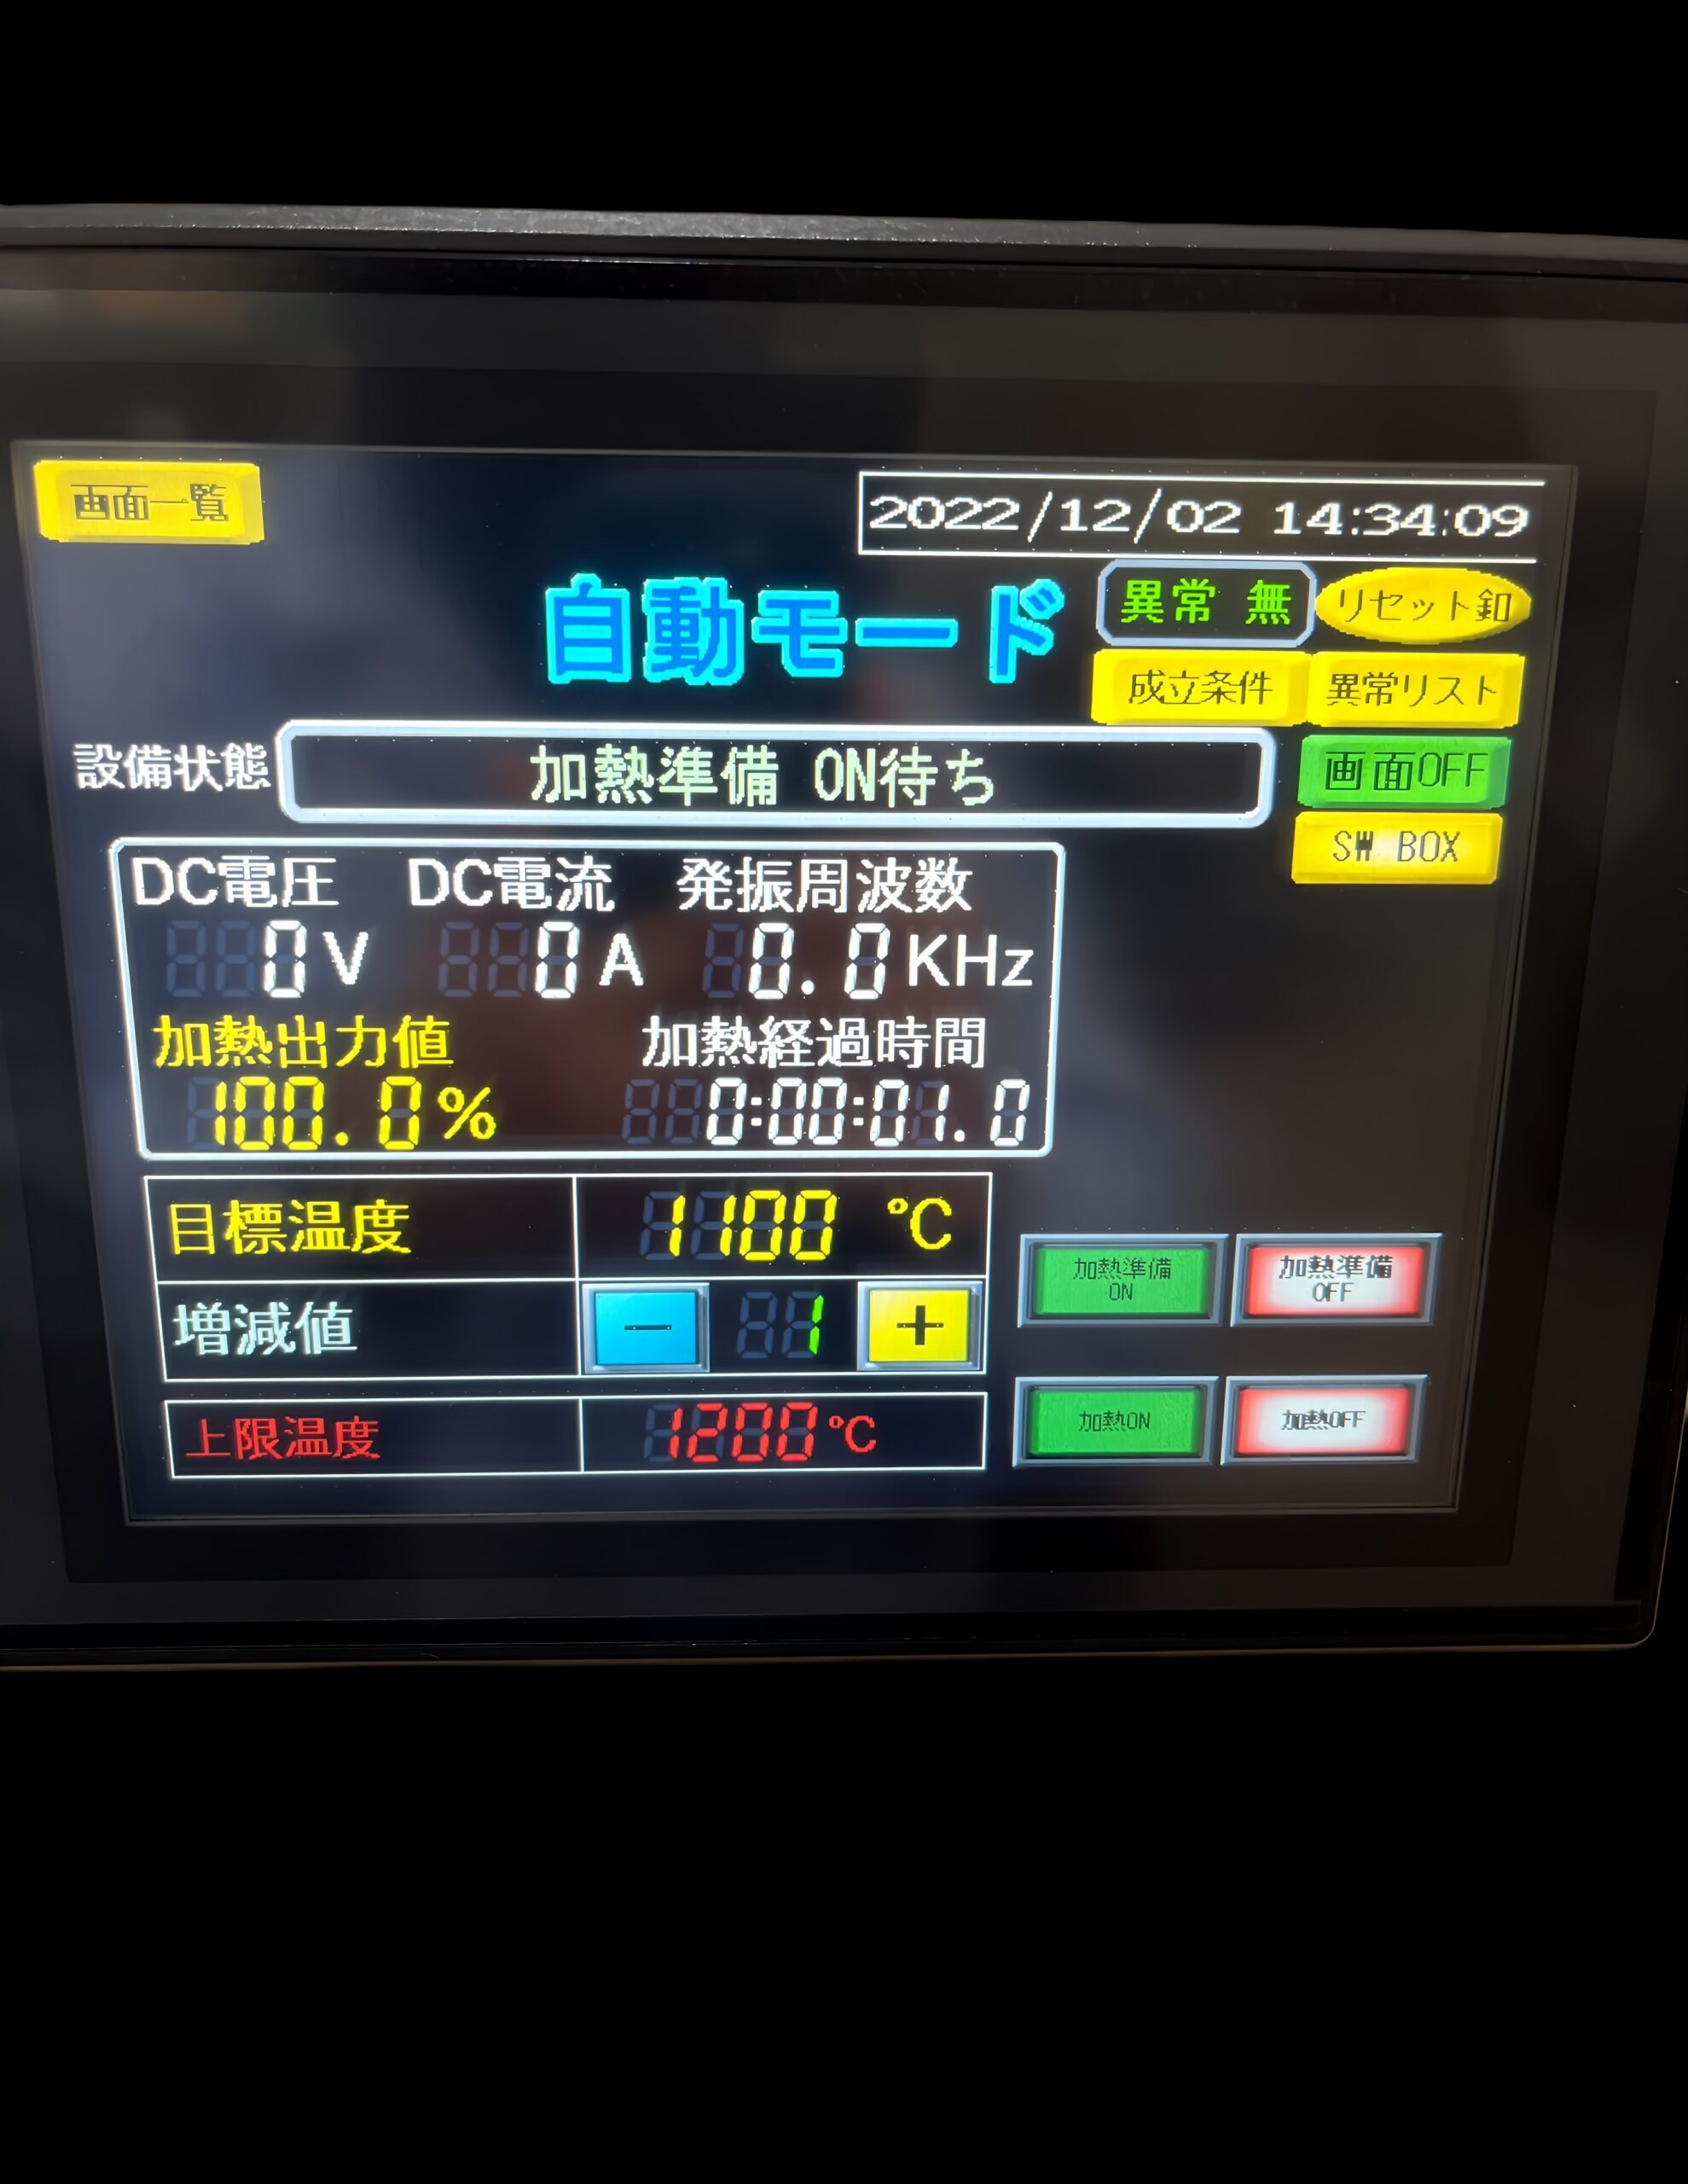 画面一覧
2022/12/02 14:34:09
自動モード
異常 無
リセット釦
成立条件
異常リスト
設備状態
加熱準備 ON待ち
画面OFF
SW BOX
DC電圧 DC電流 発振周波数
0V 0A 0.0KHz
加熱出力値 加熱経過時間
100.0% 0:00:01.0
目標温度 1100 ℃
増減値 - 1 +
上限温度 1200℃
加熱準備
ON
加熱準備
OFF
加熱ON
加熱OFF